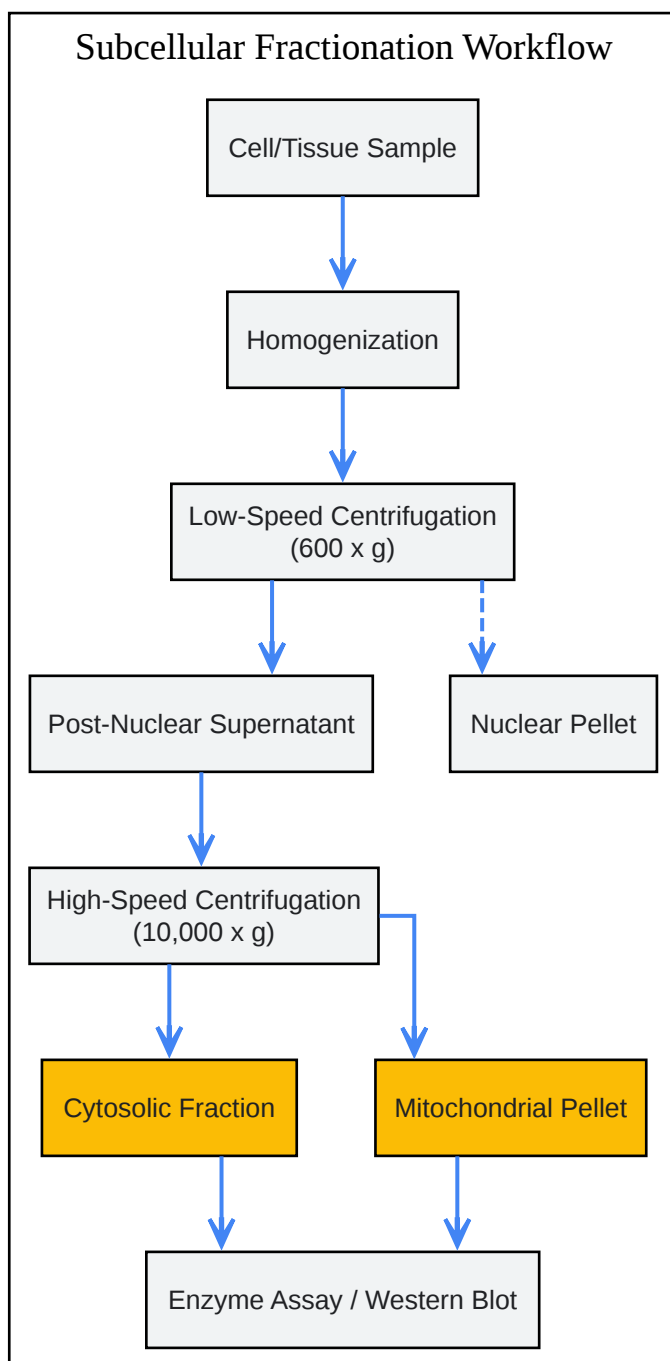 Subcellular Fractionation Workflow
Cell/Tissue Sample
Homogenization
Low-Speed Centrifugation
(600 x g)
Post-Nuclear Supernatant
Nuclear Pellet
High-Speed Centrifugation
(10,000 x g)
Cytosolic Fraction
Mitochondrial Pellet
Enzyme Assay / Western Blot